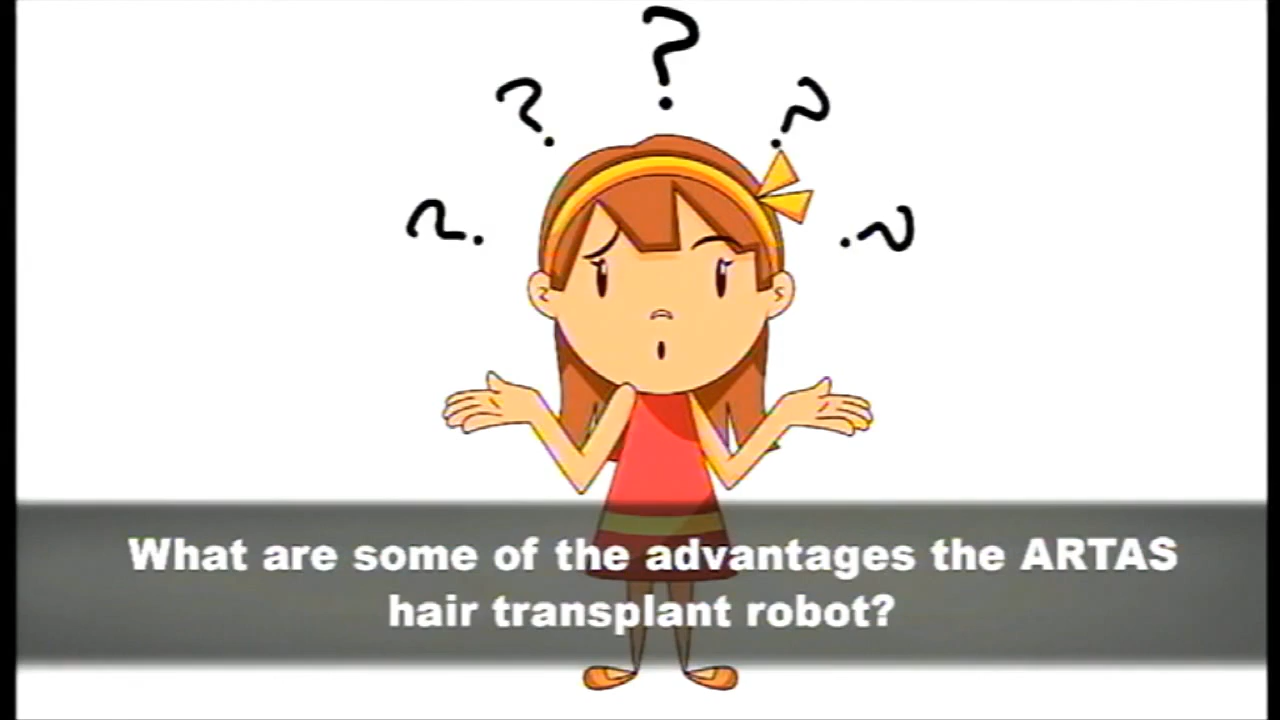 What are some of the advantages the ARTAS
hair transplant robot?